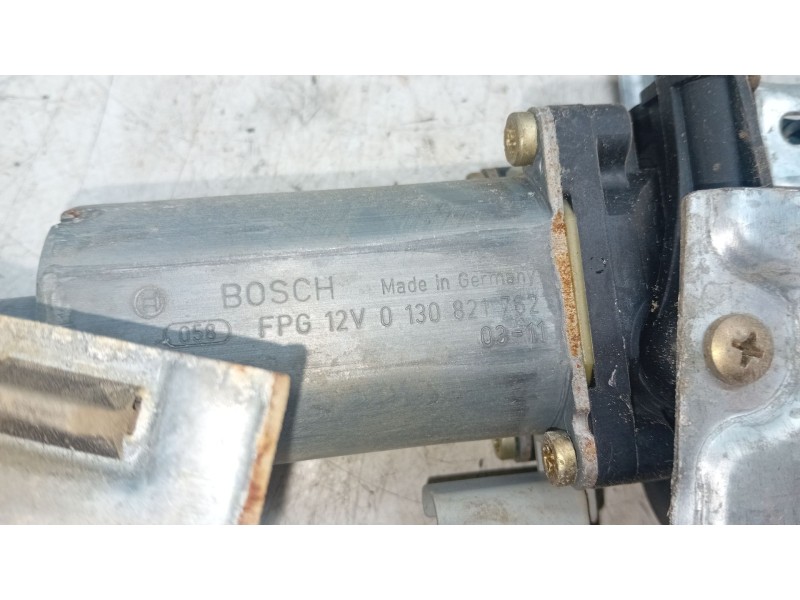 BOSCH Made in Germany
058 FPG 12V 0 130 821 762
03-11